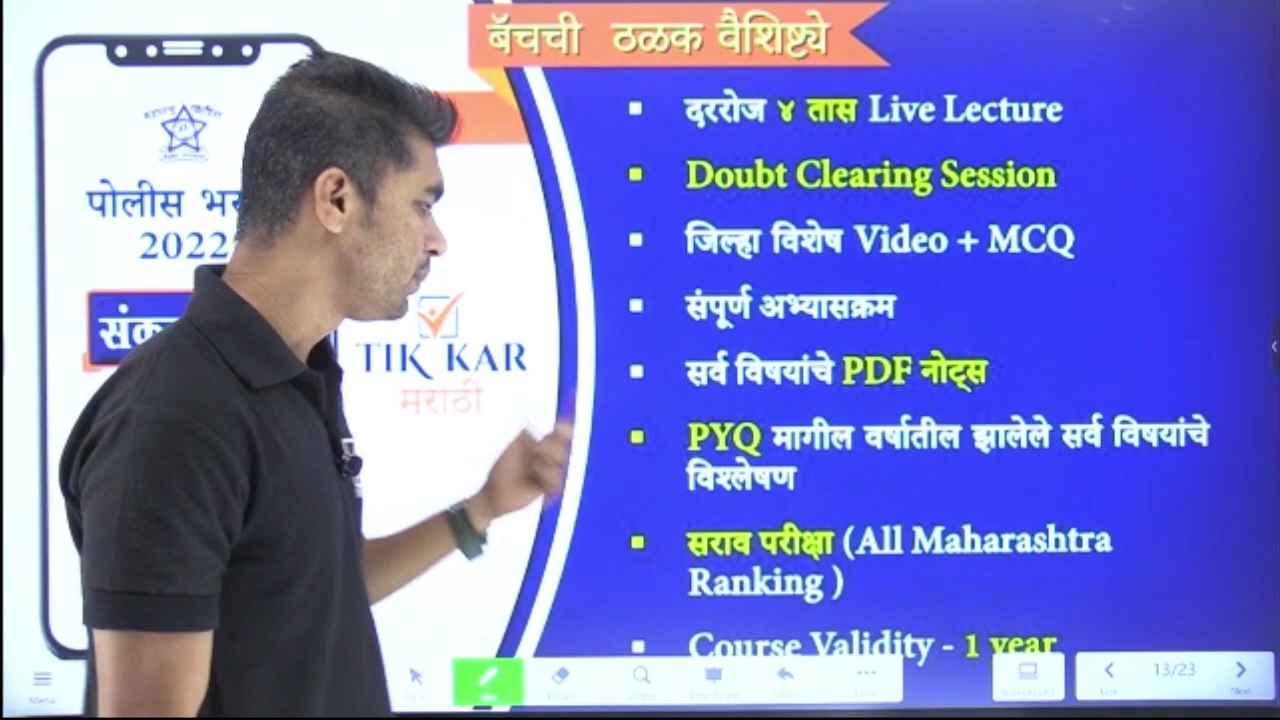 बॅचची ठळक वैशिष्ट्ये
दररोज ४ तास Live Lecture
Doubt Clearing Session
जिल्हा विशेष Video + MCQ
संपूर्ण अभ्यासक्रम
सर्व विषयांचे PDF नोट्स
PYQ मागील वर्षातील झालेले सर्व विषयांचे
विश्लेषण
सराव परीक्षा (All Maharashtra
Ranking )
Course Validity - 1 year
पोलीस
2022
TIK KAR
मराठी
13/23